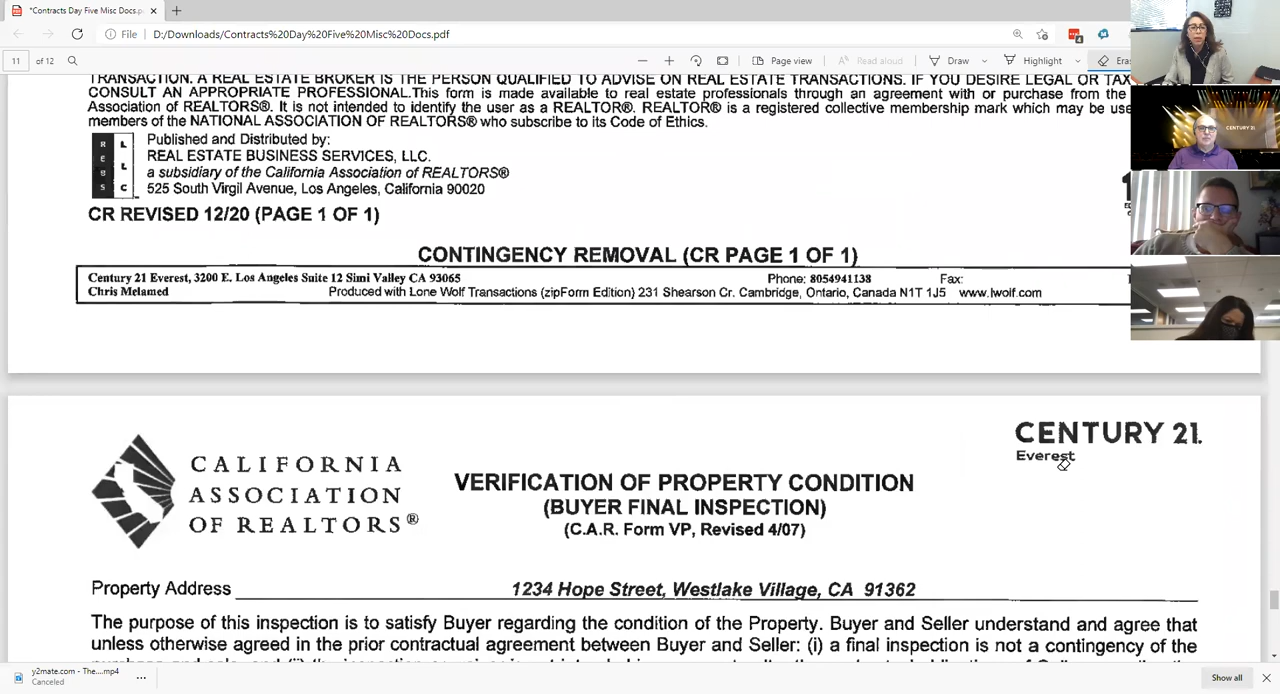 *Contracts Day Five Misc Docs.p
File D:/Downloads/Contracts%20Day%20Five%20Misc%20Docs.pdf
11 of 12 Page view Read aloud Draw Highlight Eras
TRANSACTION. A REAL ESTATE BROKER IS THE PERSON QUALIFIED TO ADVISE ON REAL ESTATE TRANSACTIONS. IF YOU DESIRE LEGAL OR TAX
CONSULT AN APPROPRIATE PROFESSIONAL.This form is made available to real estate professionals through an agreement with or purchase from the
Association of REALTORS®. It is not intended to identify the user as a REALTOR®. REALTOR® is a registered collective membership mark which may be use
members of the NATIONAL ASSOCIATION OF REALTORS® who subscribe to its Code of Ethics.
R E B S
L L C
Published and Distributed by:
REAL ESTATE BUSINESS SERVICES, LLC.
a subsidiary of the California Association of REALTORS®
525 South Virgil Avenue, Los Angeles, California 90020
CR REVISED 12/20 (PAGE 1 OF 1)
CONTINGENCY REMOVAL (CR PAGE 1 OF 1)
Century 21 Everest, 3200 E. Los Angeles Suite 12 Simi Valley CA 93065 Phone: 8054941138 Fax:
Chris Melamed Produced with Lone Wolf Transactions (zipForm Edition) 231 Shearson Cr. Cambridge, Ontario, Canada N1T 1J5 www.lwolf.com
CENTURY 21
CENTURY 21.
Everest
CALIFORNIA
ASSOCIATION
OF REALTORS®
VERIFICATION OF PROPERTY CONDITION
(BUYER FINAL INSPECTION)
(C.A.R. Form VP, Revised 4/07)
Property Address 1234 Hope Street, Westlake Village, CA 91362
The purpose of this inspection is to satisfy Buyer regarding the condition of the Property. Buyer and Seller understand and agree that
unless otherwise agreed in the prior contractual agreement between Buyer and Seller: (i) a final inspection is not a contingency of the
y2mate.com - The....mp4
Canceled
Show all